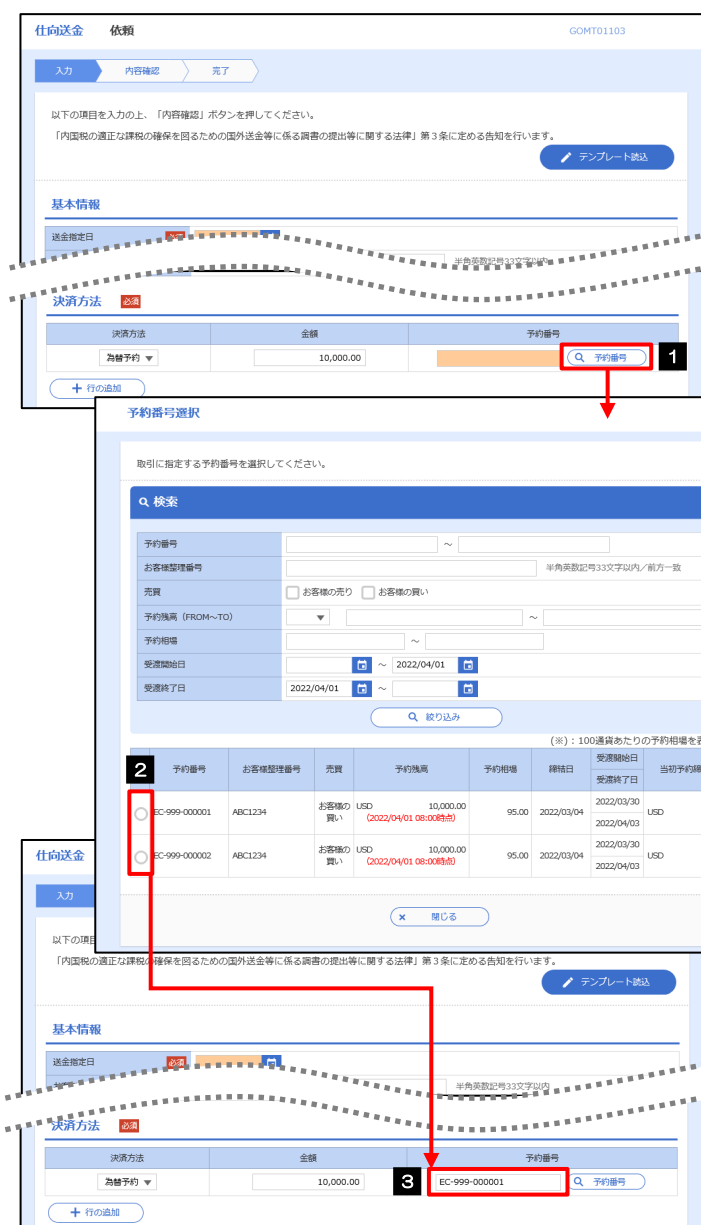 仕向送金 依頼 GOMT01103
入力 内容確認 完了
以下の項目を入力の上、「内容確認」ボタンを押してください。
「内国税の適正な課税の確保を図るための国外送金等に係る調書の提出等に関する法律」第3条に定める告知を行います。
テンプレート読込
基本情報
送金指定日 必須
半角英数記号33文字以内
決済方法 必須
決済方法 金額 予約番号
為替予約 10,000.00 予約番号 1
行の追加
予約番号選択
取引に指定する予約番号を選択してください。
検索
予約番号 ～
お客様整理番号 半角英数記号33文字以内／前方一致
売買 お客様の売り お客様の買い
予約残高（FROM～TO） ～
予約相場 ～
受渡開始日 ～ 2022/04/01
受渡終了日 2022/04/01 ～
絞り込み
(※)：100通貨あたりの予約相場を
2 予約番号 お客様整理番号 売買 予約残高 予約相場 締結日 受渡開始日 当初予約
受渡終了日
EC-999-000001 ABC1234 お客様の買い USD 10,000.00 95.00 2022/03/04 2022/03/30 USD
(2022/04/01 08:00時点) 2022/04/03
EC-999-000002 ABC1234 お客様の買い USD 10,000.00 95.00 2022/03/04 2022/03/30 USD
(2022/04/01 08:00時点) 2022/04/03
× 閉じる
仕向送金
入力
以下の項
「内国税の適正な課税の確保を図るための国外送金等に係る調書の提出等に関する法律」第3条に定める告知を行います。
テンプレート読込
基本情報
送金指定日 必須
半角英数記号33文字以内
決済方法 必須
決済方法 金額 予約番号
為替予約 10,000.00 3 EC-999-000001 予約番号
行の追加